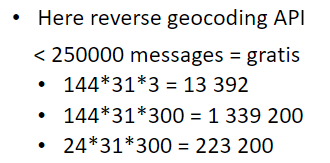 • Here reverse geocoding API
< 250000 messages = gratis
• 144*31*3 = 13 392
• 144*31*300 = 1 339 200
• 24*31*300 = 223 200